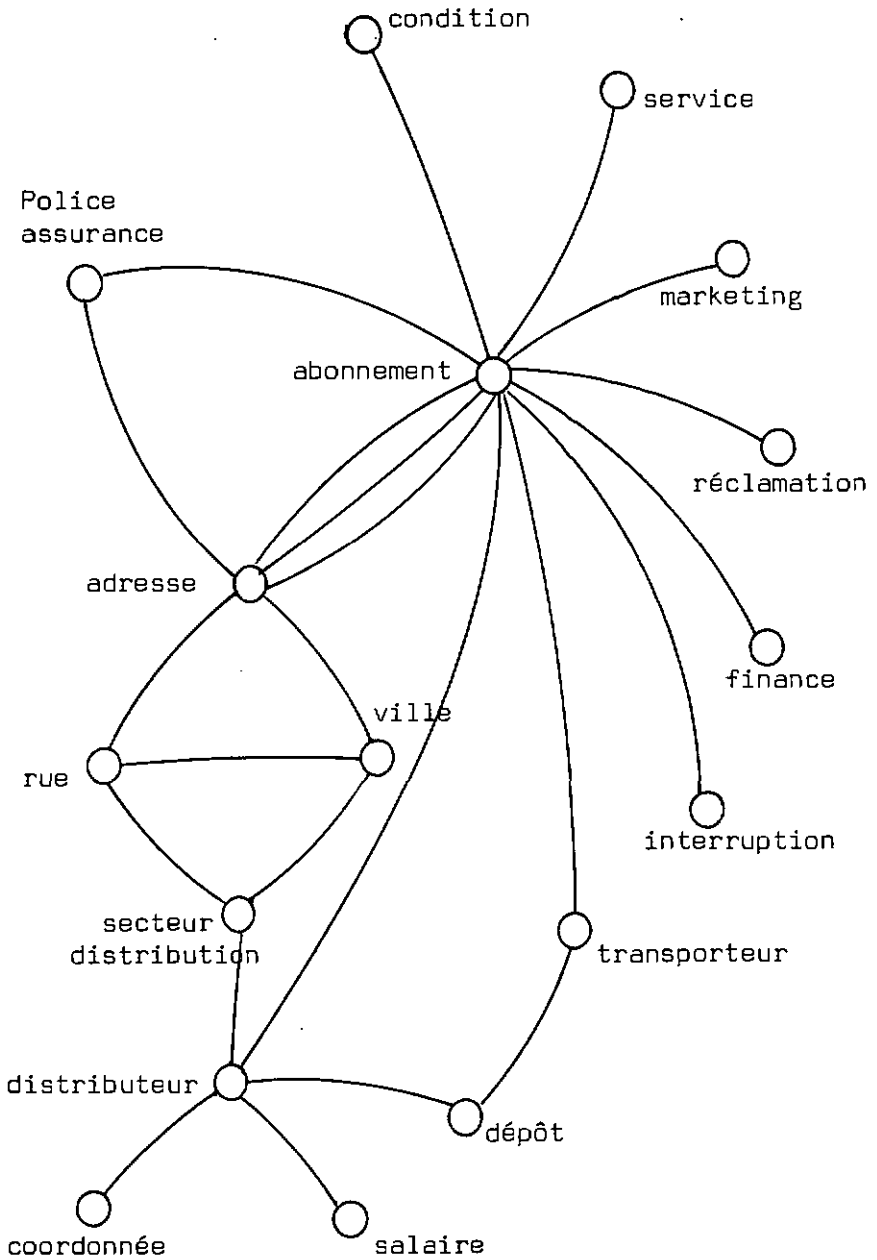 condition
service
Police
assurance
marketing
abonnement
réclamation
adresse
finance
ville
rue
interruption
secteur
distribution
transporteur
distributeur
dépôt
coordonnée
salaire